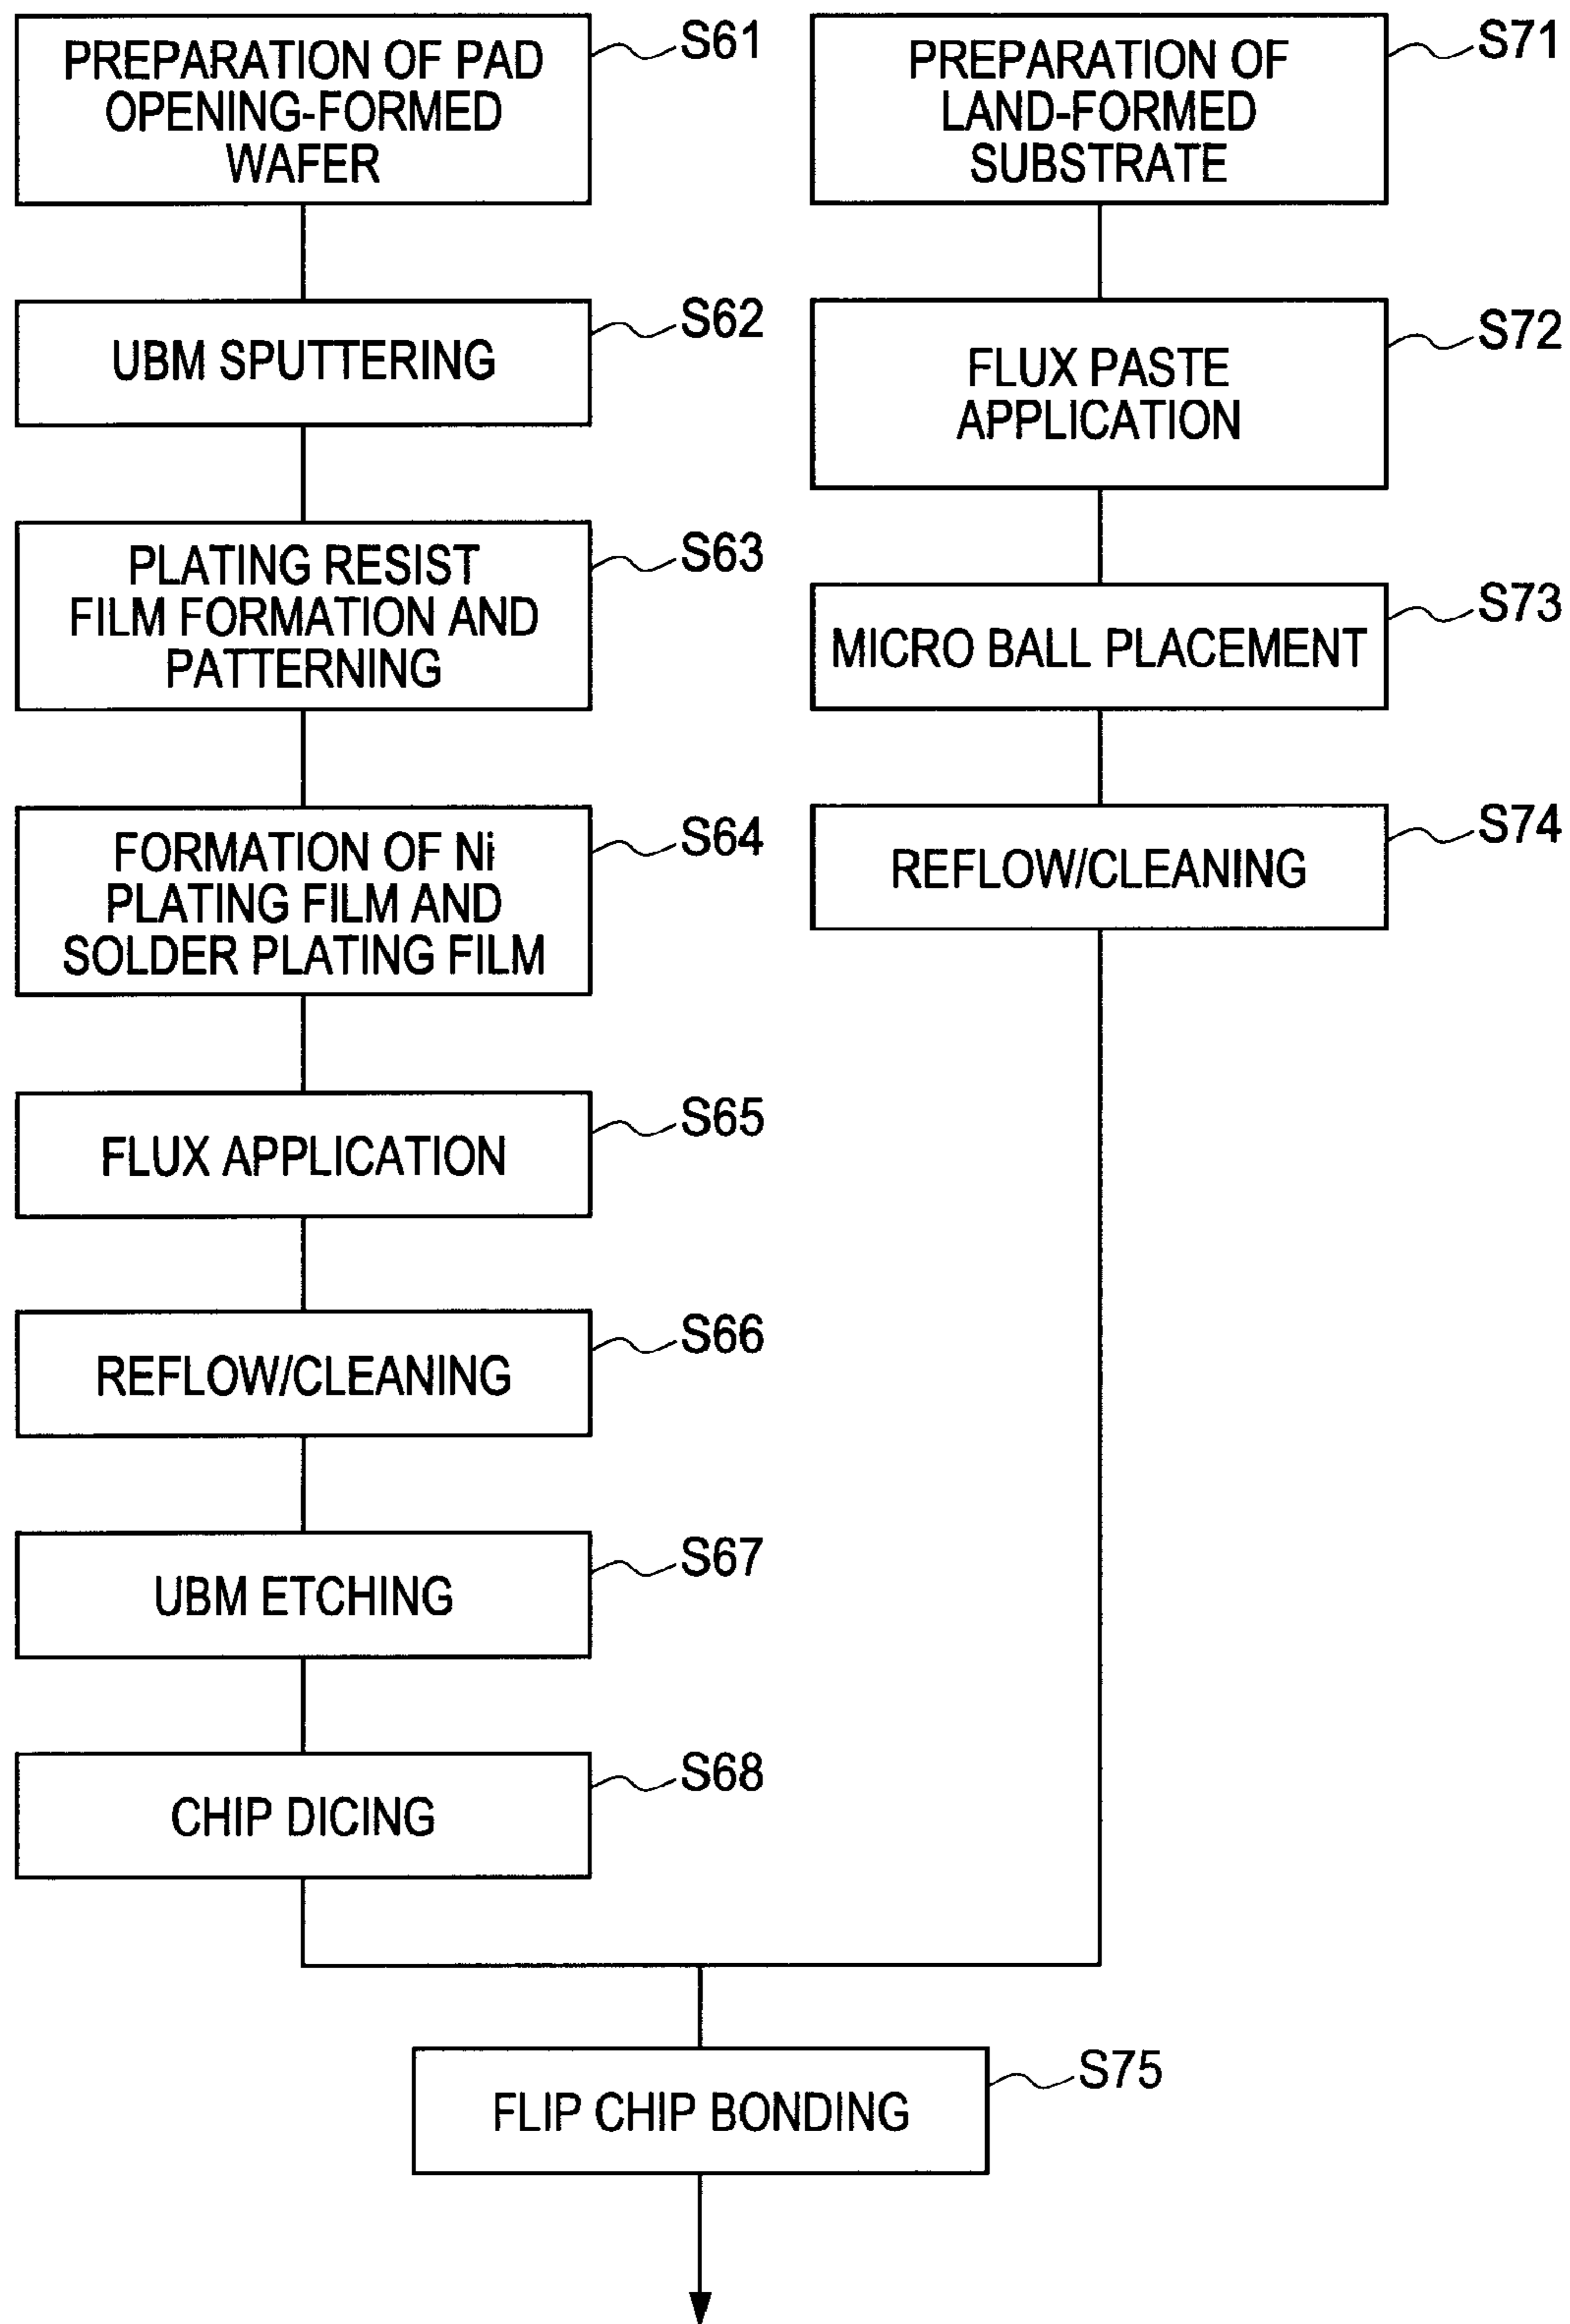 PREPARATION OF PAD
OPENING-FORMED
WAFER
S61
UBM SPUTTERING
S62
PLATING RESIST
FILM FORMATION AND
PATTERNING
S63
FORMATION OF Ni
PLATING FILM AND
SOLDER PLATING FILM
S64
FLUX APPLICATION
S65
REFLOW/CLEANING
S66
UBM ETCHING
S67
CHIP DICING
S68
PREPARATION OF
LAND-FORMED
SUBSTRATE
S71
FLUX PASTE
APPLICATION
S72
MICRO BALL PLACEMENT
S73
REFLOW/CLEANING
S74
FLIP CHIP BONDING
S75